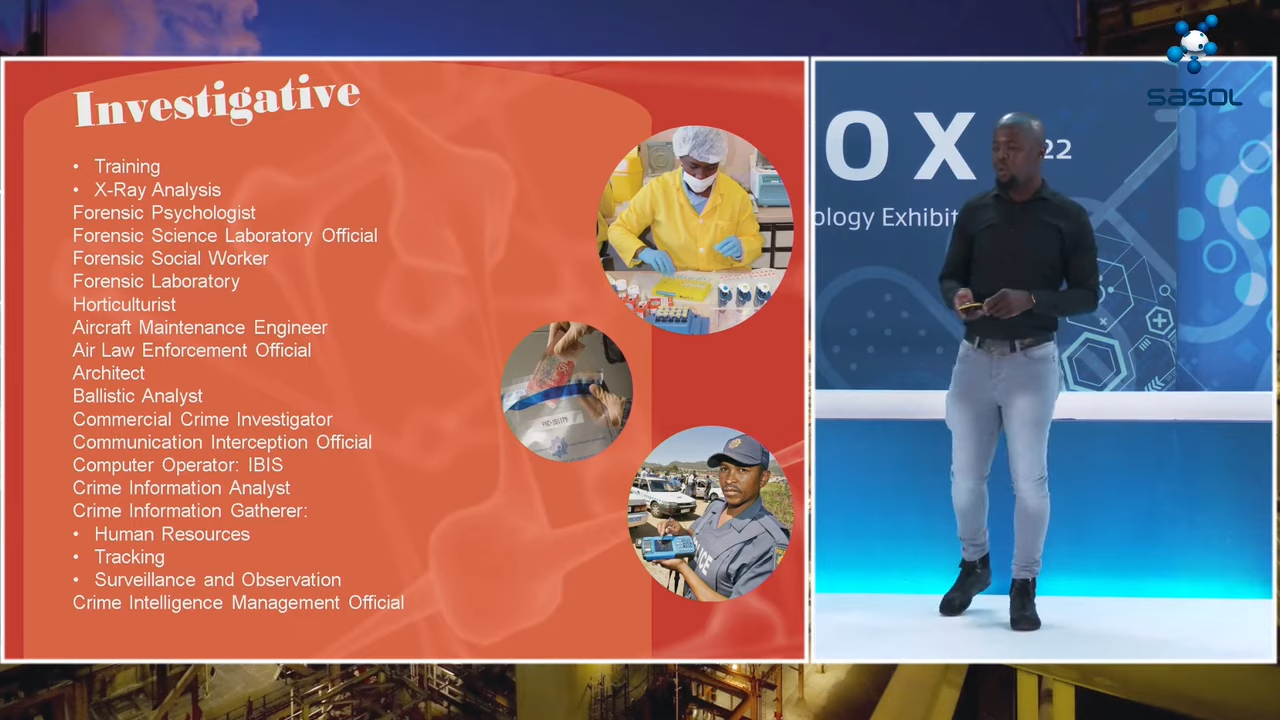 Investigative
• Training
• X-Ray Analysis
Forensic Psychologist
Forensic Science Laboratory Official
Forensic Social Worker
Forensic Laboratory
Horticulturist
Aircraft Maintenance Engineer
Air Law Enforcement Official
Architect
Ballistic Analyst
Commercial Crime Investigator
Communication Interception Official
Computer Operator: IBIS
Crime Information Analyst
Crime Information Gatherer:
• Human Resources
• Tracking
• Surveillance and Observation
Crime Intelligence Management Official
sasol
OX 22
ology Exhibit